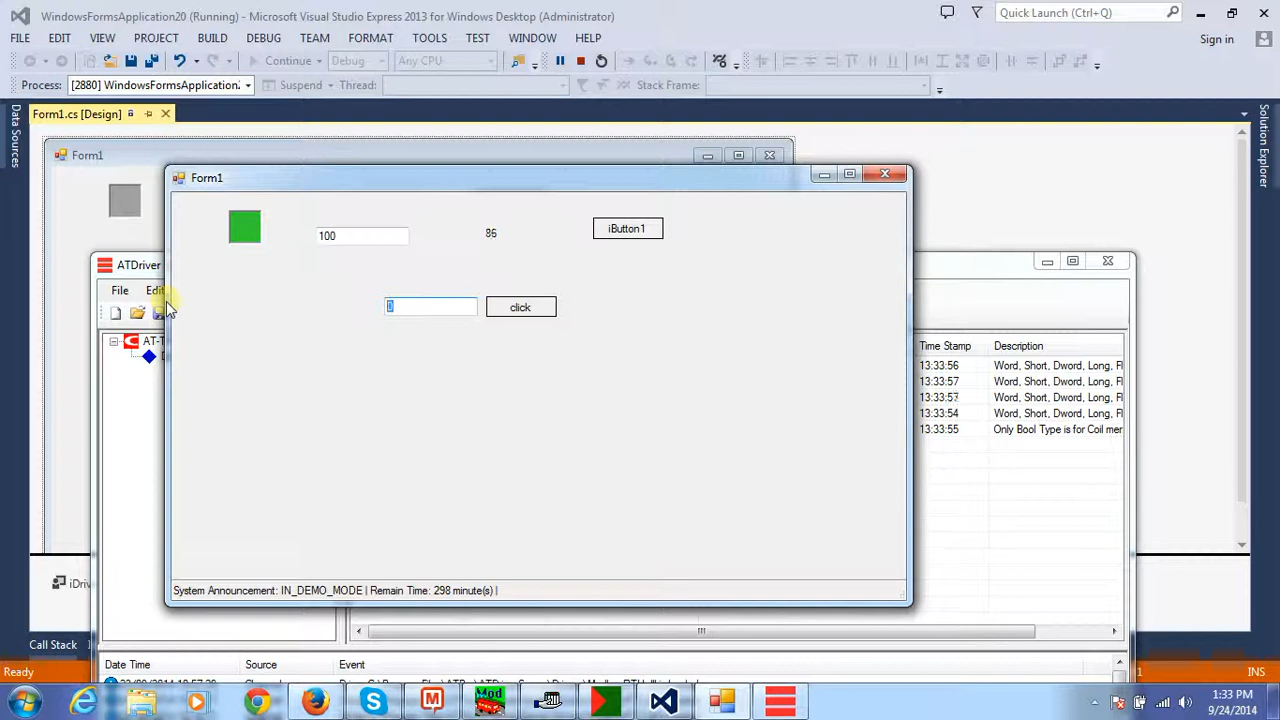 WindowsFormsApplication20 (Running) - Microsoft Visual Studio Express 2013 for Windows Desktop (Administrator)
Quick Launch (Ctrl+Q)
FILE EDIT VIEW PROJECT BUILD DEBUG TEAM FORMAT TOOLS TEST WINDOW HELP
Sign in
Continue Debug Any CPU
Process: [2880] WindowsFormsApplication2 Suspend Thread: Stack Frame:
Form1.cs [Design]
Data Sources
Solution Explorer
Form1
Form1
100 86 iButton1
0 click
System Announcement: IN_DEMO_MODE | Remain Time: 298 minute(s) |
ATDriver
File Edit
AT-T
Time Stamp Description
13:33:56 Word, Short, Dword, Long, Fl
13:33:57 Word, Short, Dword, Long, Fl
13:33:57 Word, Short, Dword, Long, Fl
13:33:54 Word, Short, Dword, Long, Fl
13:33:55 Only Bool Type is for Coil mer
iDriv
Call Stack
Date Time Source Event
Ready
1 INS
Mod
1:33 PM
9/24/2014